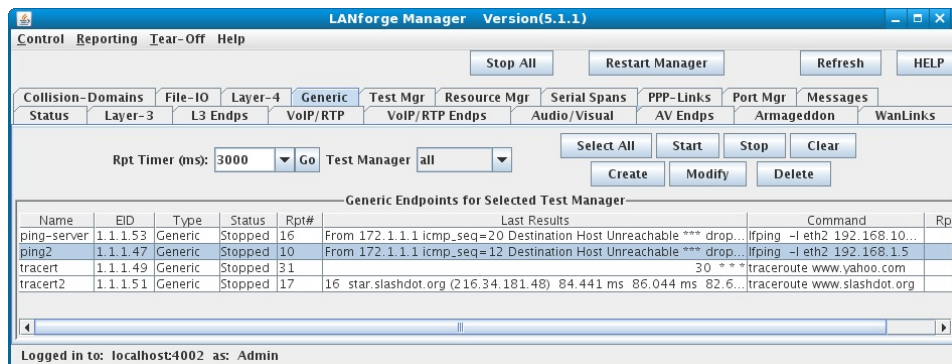 LANforge Manager Version(5.1.1)
Control Reporting Tear-Off Help
Stop All Restart Manager Refresh HELP
Collision-Domains File-IO Layer-4 Generic Test Mgr Resource Mgr Serial Spans PPP-Links Port Mgr Messages
Status Layer-3 L3 Endps VoIP/RTP VoIP/RTP Endps Audio/Visual AV Endps Armageddon WanLinks
Rpt Timer (ms): 3000 Go Test Manager all Select All Start Stop Clear
Create Modify Delete
Generic Endpoints for Selected Test Manager
Name EID Type Status Rpt# Last Results Command Rp
ping-server 1.1.1.53 Generic Stopped 16 From 172.1.1.1 icmp_seq=20 Destination Host Unreachable *** drop... lfping -I eth2 192.168.10...
ping2 1.1.1.47 Generic Stopped 10 From 172.1.1.1 icmp_seq=12 Destination Host Unreachable *** drop... lfping -I eth2 192.168.1.5
tracert 1.1.1.49 Generic Stopped 31 30 * * * traceroute www.yahoo.com
tracert2 1.1.1.51 Generic Stopped 17 16 star.slashdot.org (216.34.181.48) 84.441 ms 86.044 ms 82.6... traceroute www.slashdot.org
Logged in to: localhost:4002 as: Admin